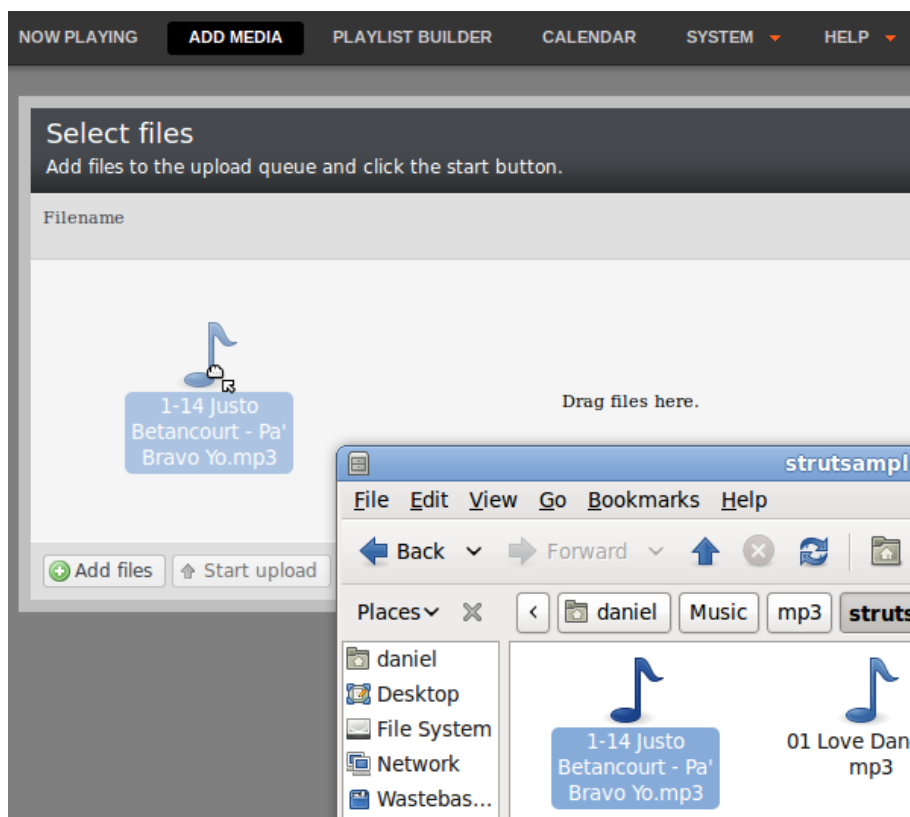 NOW PLAYING ADD MEDIA PLAYLIST BUILDER CALENDAR SYSTEM HELP
Select files
Add files to the upload queue and click the start button.
Filename
1-14 Justo
Betancourt - Pa'
Bravo Yo.mp3
Drag files here.
Add files Start upload
strutsampl
File Edit View Go Bookmarks Help
Back Forward
Places daniel Music mp3 struts
daniel
Desktop
File System
Network
Wastebas...
1-14 Justo
Betancourt - Pa'
Bravo Yo.mp3
01 Love Dan
mp3